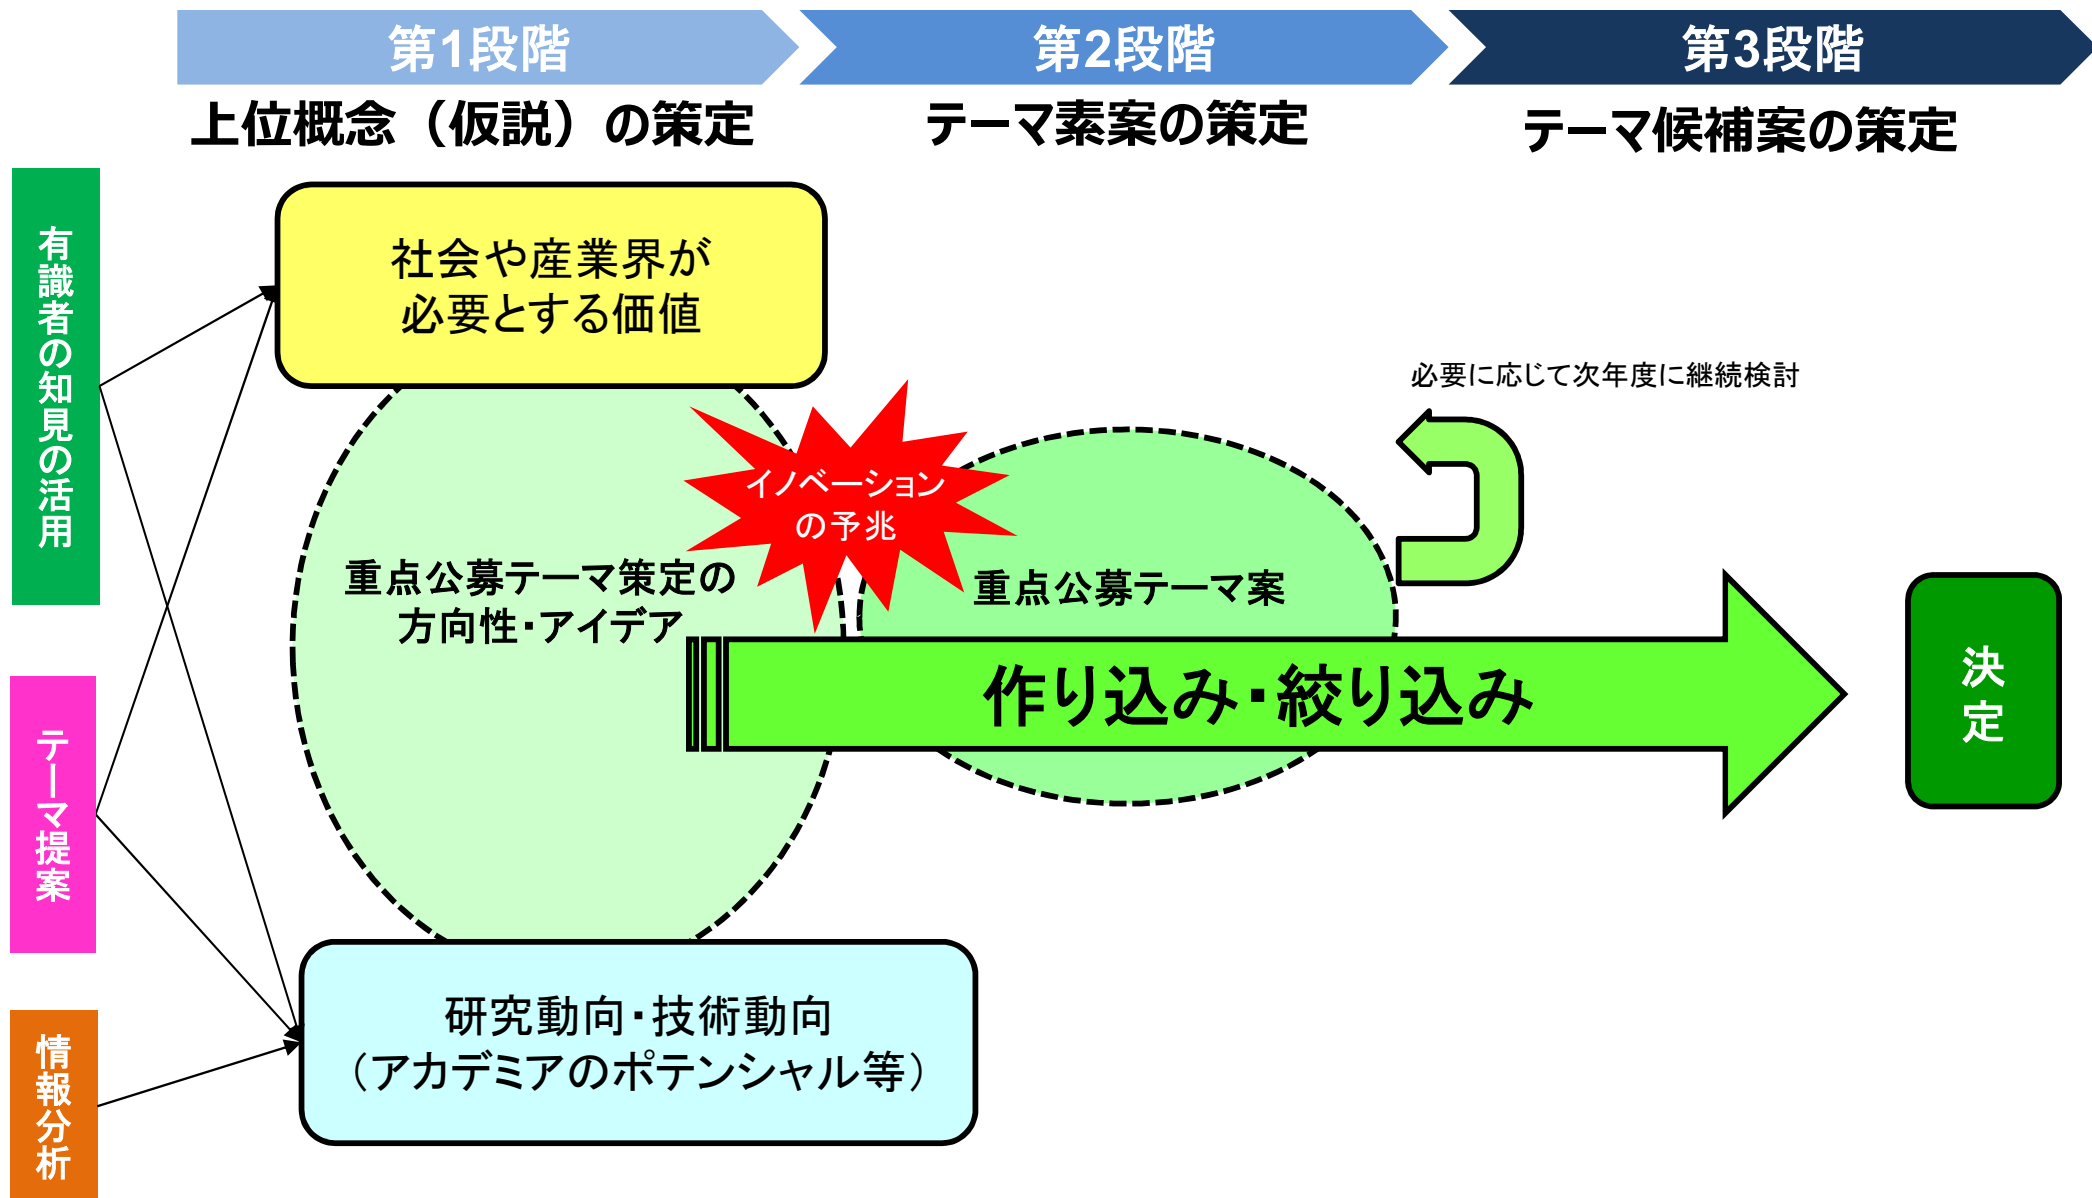 第1段階
第2段階
第3段階
上位概念（仮説）の策定
テーマ素案の策定
テーマ候補案の策定
有識者の知見の活用
テーマ提案
情報分析
社会や産業界が
必要とする価値
イノベーション
の予兆
重点公募テーマ策定の
方向性・アイデア
重点公募テーマ案
必要に応じて次年度に継続検討
作り込み・絞り込み
決定
研究動向・技術動向
（アカデミアのポテンシャル等）